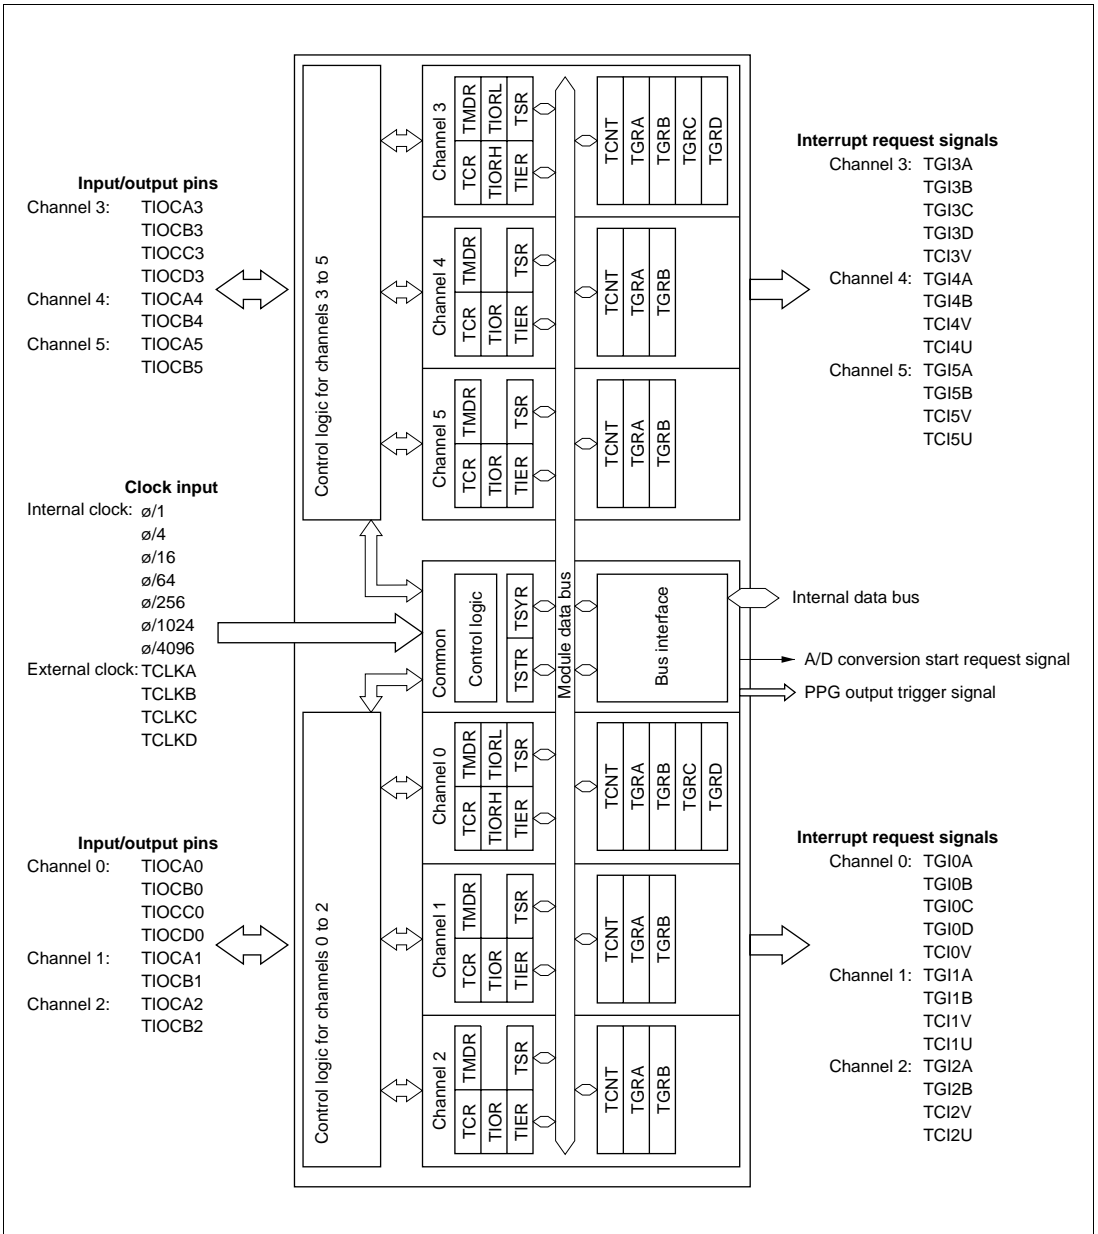 Input/output pins
Channel 3: TIOCA3
TIOCB3
TIOCC3
TIOCD3
Channel 4: TIOCA4
TIOCB4
Channel 5: TIOCA5
TIOCB5
Clock input
Internal clock: ø/1
ø/4
ø/16
ø/64
ø/256
ø/1024
ø/4096
External clock: TCLKA
TCLKB
TCLKC
TCLKD
Input/output pins
Channel 0: TIOCA0
TIOCB0
TIOCC0
TIOCD0
Channel 1: TIOCA1
TIOCB1
Channel 2: TIOCA2
TIOCB2
Control logic for channels 3 to 5
Control logic for channels 0 to 2
Channel 3
TCR TMDR
TIORH TIORL
TIER TSR
TCNT
TGRA
TGRB
TGRC
TGRD
Channel 4
TCR TMDR
TIOR
TIER TSR
TCNT
TGRA
TGRB
Channel 5
TCR TMDR
TIOR
TIER TSR
TCNT
TGRA
TGRB
Common
Control logic
TSTR TSYR
Module data bus
Bus interface
Channel 0
TCR TMDR
TIORH TIORL
TIER TSR
TCNT
TGRA
TGRB
TGRC
TGRD
Channel 1
TCR TMDR
TIOR
TIER TSR
TCNT
TGRA
TGRB
Channel 2
TCR TMDR
TIOR
TIER TSR
TCNT
TGRA
TGRB
Interrupt request signals
Channel 3: TGI3A
TGI3B
TGI3C
TGI3D
TCI3V
Channel 4: TGI4A
TGI4B
TCI4V
TCI4U
Channel 5: TGI5A
TGI5B
TCI5V
TCI5U
Internal data bus
A/D conversion start request signal
PPG output trigger signal
Interrupt request signals
Channel 0: TGI0A
TGI0B
TGI0C
TGI0D
TCI0V
Channel 1: TGI1A
TGI1B
TCI1V
TCI1U
Channel 2: TGI2A
TGI2B
TCI2V
TCI2U